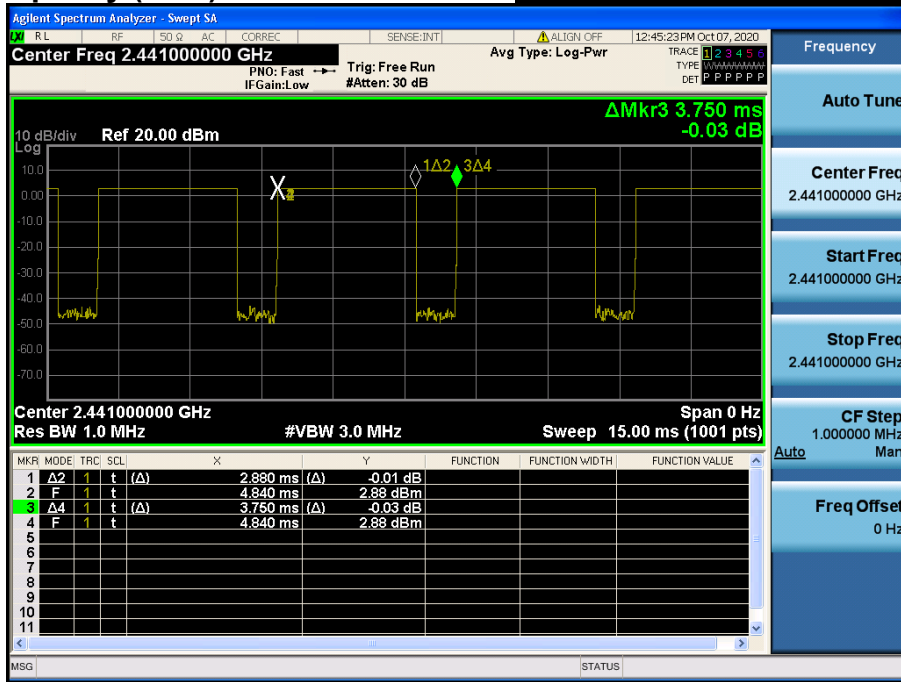 Agilent Spectrum Analyzer - Swept SA
LXI RL RF 50 Ω AC CORREC SENSE:INT ALIGN OFF 12:45:23 PM Oct 07, 2020
Center Freq 2.441000000 GHz
PNO: Fast
IFGain:Low
Trig: Free Run
#Atten: 30 dB
Avg Type: Log-Pwr
TRACE 1 2 3 4 5 6
TYPE WWWWWW
DET P P P P P P
Frequency
Auto Tune
Center Freq
2.441000000 GHz
Start Freq
2.441000000 GHz
Stop Freq
2.441000000 GHz
CF Step
1.000000 MHz
Auto Man
Freq Offset
0 Hz
ΔMkr3 3.750 ms
-0.03 dB
10 dB/div Ref 20.00 dBm
Log
1Δ2 3Δ4
X
10.0
0.00
-10.0
-20.0
-30.0
-40.0
-50.0
-60.0
-70.0
Center 2.441000000 GHz Span 0 Hz
Res BW 1.0 MHz #VBW 3.0 MHz Sweep 15.00 ms (1001 pts)
MKR MODE TRC SCL X Y FUNCTION FUNCTION WIDTH FUNCTION VALUE
1 Δ2 1 t (Δ) 2.880 ms (Δ) -0.01 dB
2 F 1 t 4.840 ms 2.88 dBm
3 Δ4 1 t (Δ) 3.750 ms (Δ) -0.03 dB
4 F 1 t 4.840 ms 2.88 dBm
5
6
7
8
9
10
11
MSG STATUS